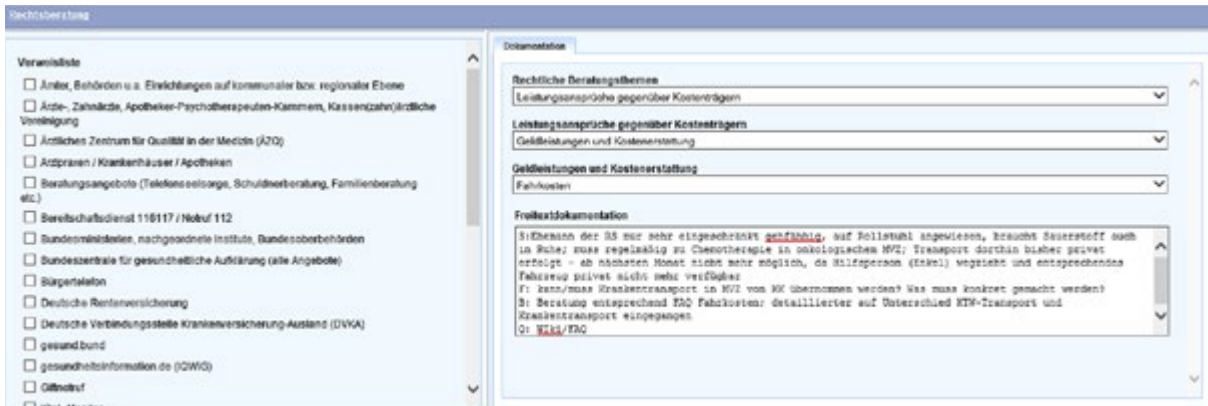 Rechtsberatung
Verweisliste
Ämter, Behörden u.a. Einrichtungen auf kommunaler bzw. regionaler Ebene
Ärzte-, Zahnärzte, Apotheker-Psychotherapeuten-Kammern, Kassen(zahn)ärztliche
Vereinigung
Ärztliches Zentrum für Qualität in der Medizin (ÄZQ)
Arztpraxen / Krankenhäuser / Apotheken
Beratungsangebote (Telefonseelsorge, Schuldnerberatung, Familienberatung
etc.)
Bereitschaftsdienst 116117 / Notruf 112
Bundesministerien, nachgeordnete Institute, Bundesoberbehörden
Bundeszentrale für gesundheitliche Aufklärung (alle Angebote)
Bürgertelefon
Deutsche Rentenversicherung
Deutsche Verbindungsstelle Krankenversicherung-Ausland (DVKA)
gesund.bund
gesundheitsinformation.de (IQWiG)
Giftnotruf
Dokumentation
Rechtliche Beratungsthemen
Leistungsansprüche gegenüber Kostenträgern
Leistungsansprüche gegenüber Kostenträgern
Geldleistungen und Kostenerstattung
Geldleistungen und Kostenerstattung
Fahrkosten
Freitextdokumentation
S:Ehemann der RS nur sehr eingeschränkt gehfähig, auf Rollstuhl angewiesen, braucht Sauerstoff auch
in Ruhe; muss regelmäßig zu Chemotherapie in onkologischem MVZ; Transport dorthin bisher privat
erfolgt - ab nächsten Monat nicht mehr möglich, da Hilfsperson (Enkel) wegzieht und entsprechendes
Fahrzeug privat nicht mehr verfügbar
F: kann/muss Krankentransport in MVZ von KK übernommen werden? Was muss konkret gemacht werden?
B: Beratung entsprechend FAQ Fahrkosten; detaillierter auf Unterschied KTW-Transport und
Krankentransport eingegangen
Q: Wiki/FAQ